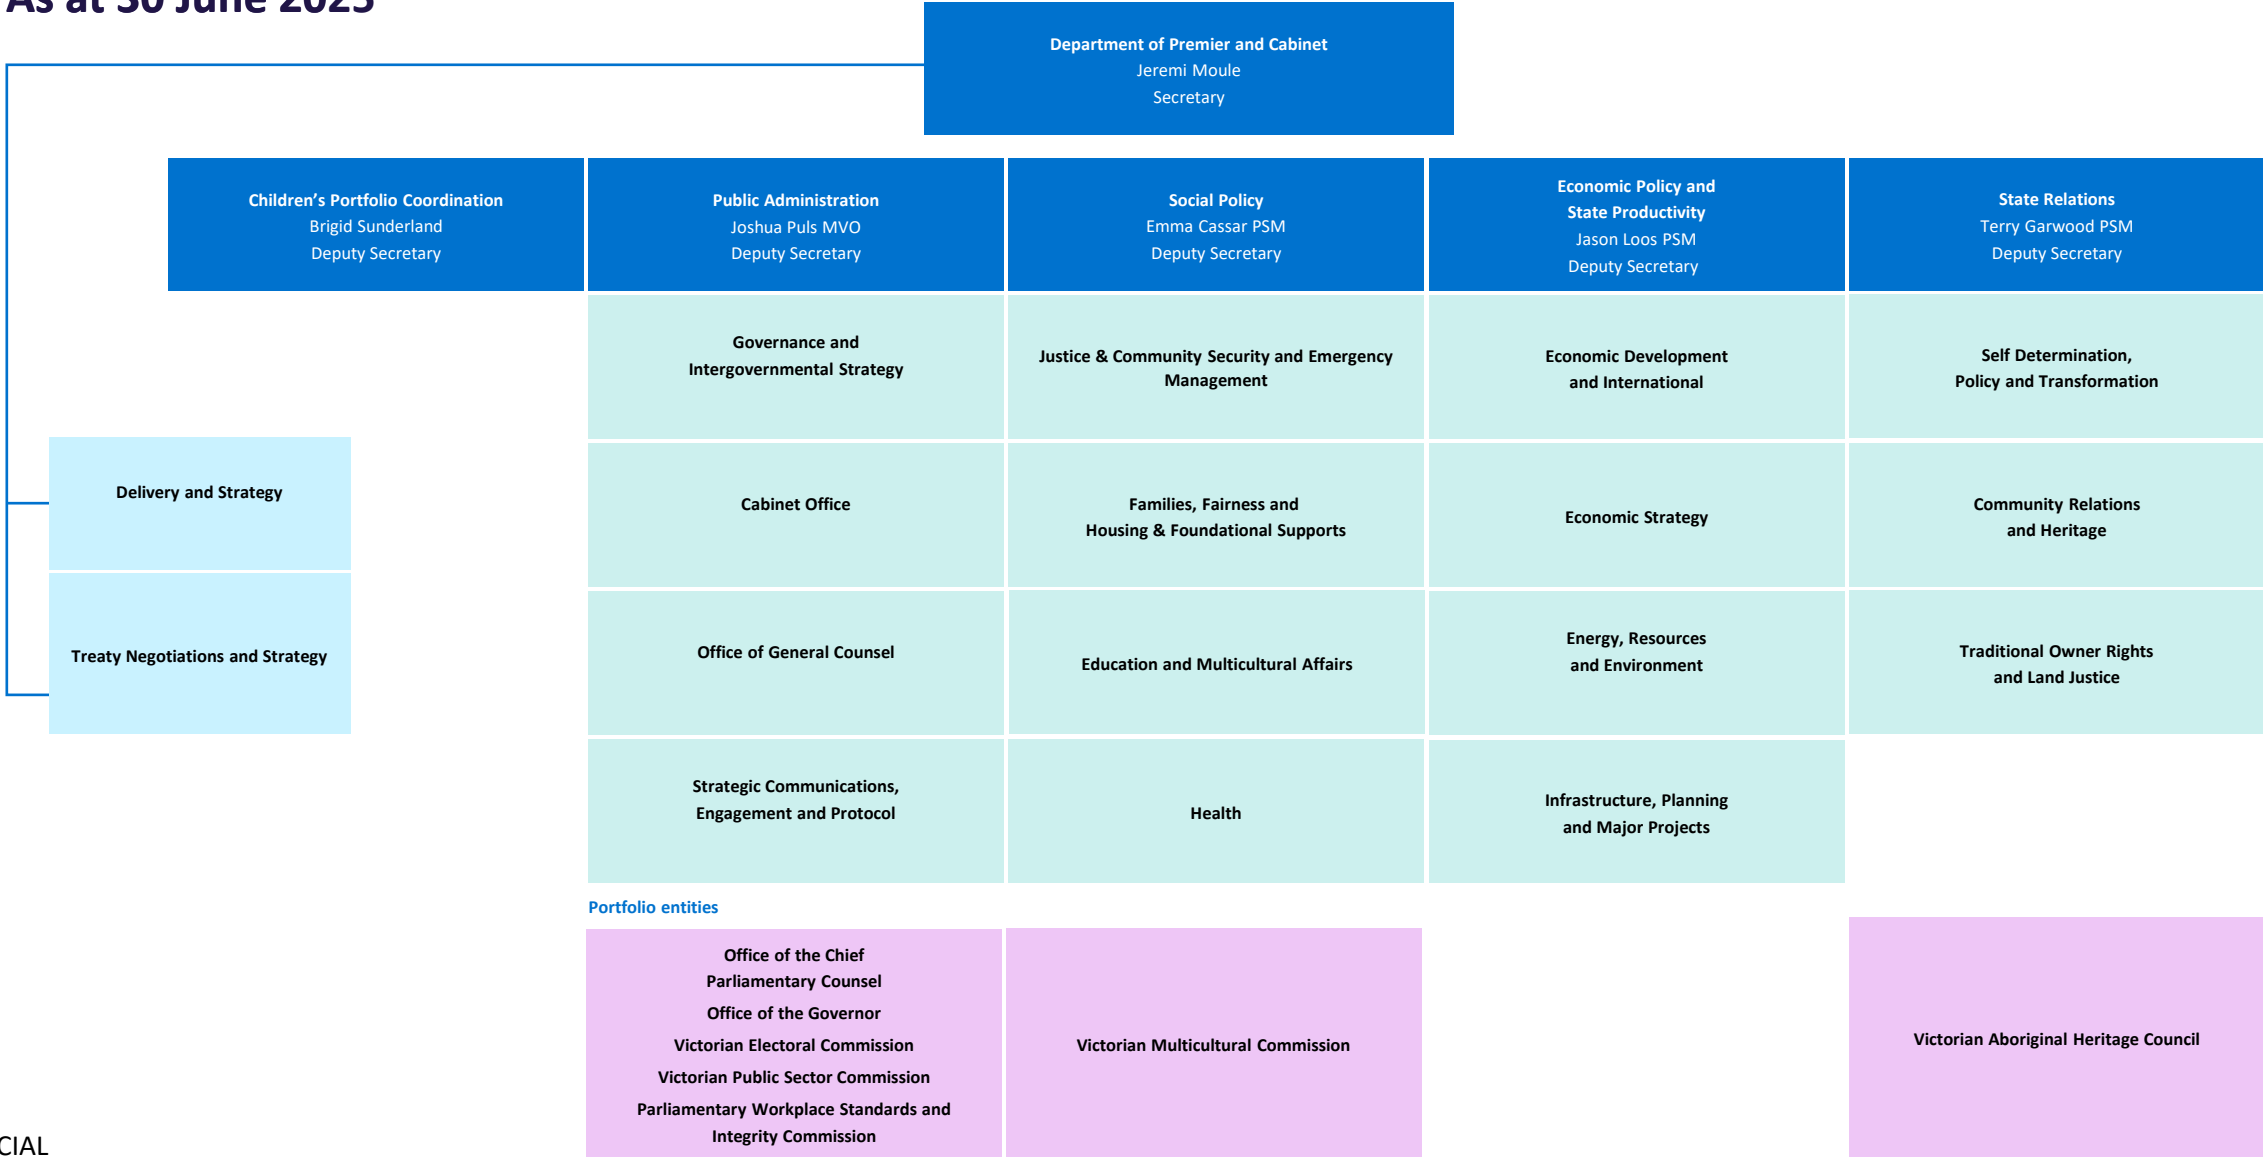 As at 30 June 2025
Department of Premier and Cabinet
Jeremi Moule
Secretary
Children's Portfolio Coordination
Brigid Sunderland
Deputy Secretary
Public Administration
Joshua Puls MVO
Deputy Secretary
Social Policy
Emma Cassar PSM
Deputy Secretary
Economic Policy and
State Productivity
Jason Loos PSM
Deputy Secretary
State Relations
Terry Garwood PSM
Deputy Secretary
Governance and
Intergovernmental Strategy
Justice & Community Security and Emergency
Management
Economic Development
and International
Self Determination,
Policy and Transformation
Delivery and Strategy
Cabinet Office
Families, Fairness and
Housing & Foundational Supports
Economic Strategy
Community Relations
and Heritage
Treaty Negotiations and Strategy
Office of General Counsel
Education and Multicultural Affairs
Energy, Resources
and Environment
Traditional Owner Rights
and Land Justice
Strategic Communications,
Engagement and Protocol
Health
Infrastructure, Planning
and Major Projects
Portfolio entities
Office of the Chief
Parliamentary Counsel
Office of the Governor
Victorian Electoral Commission
Victorian Public Sector Commission
Parliamentary Workplace Standards and
Integrity Commission
Victorian Multicultural Commission
Victorian Aboriginal Heritage Council
CIAL